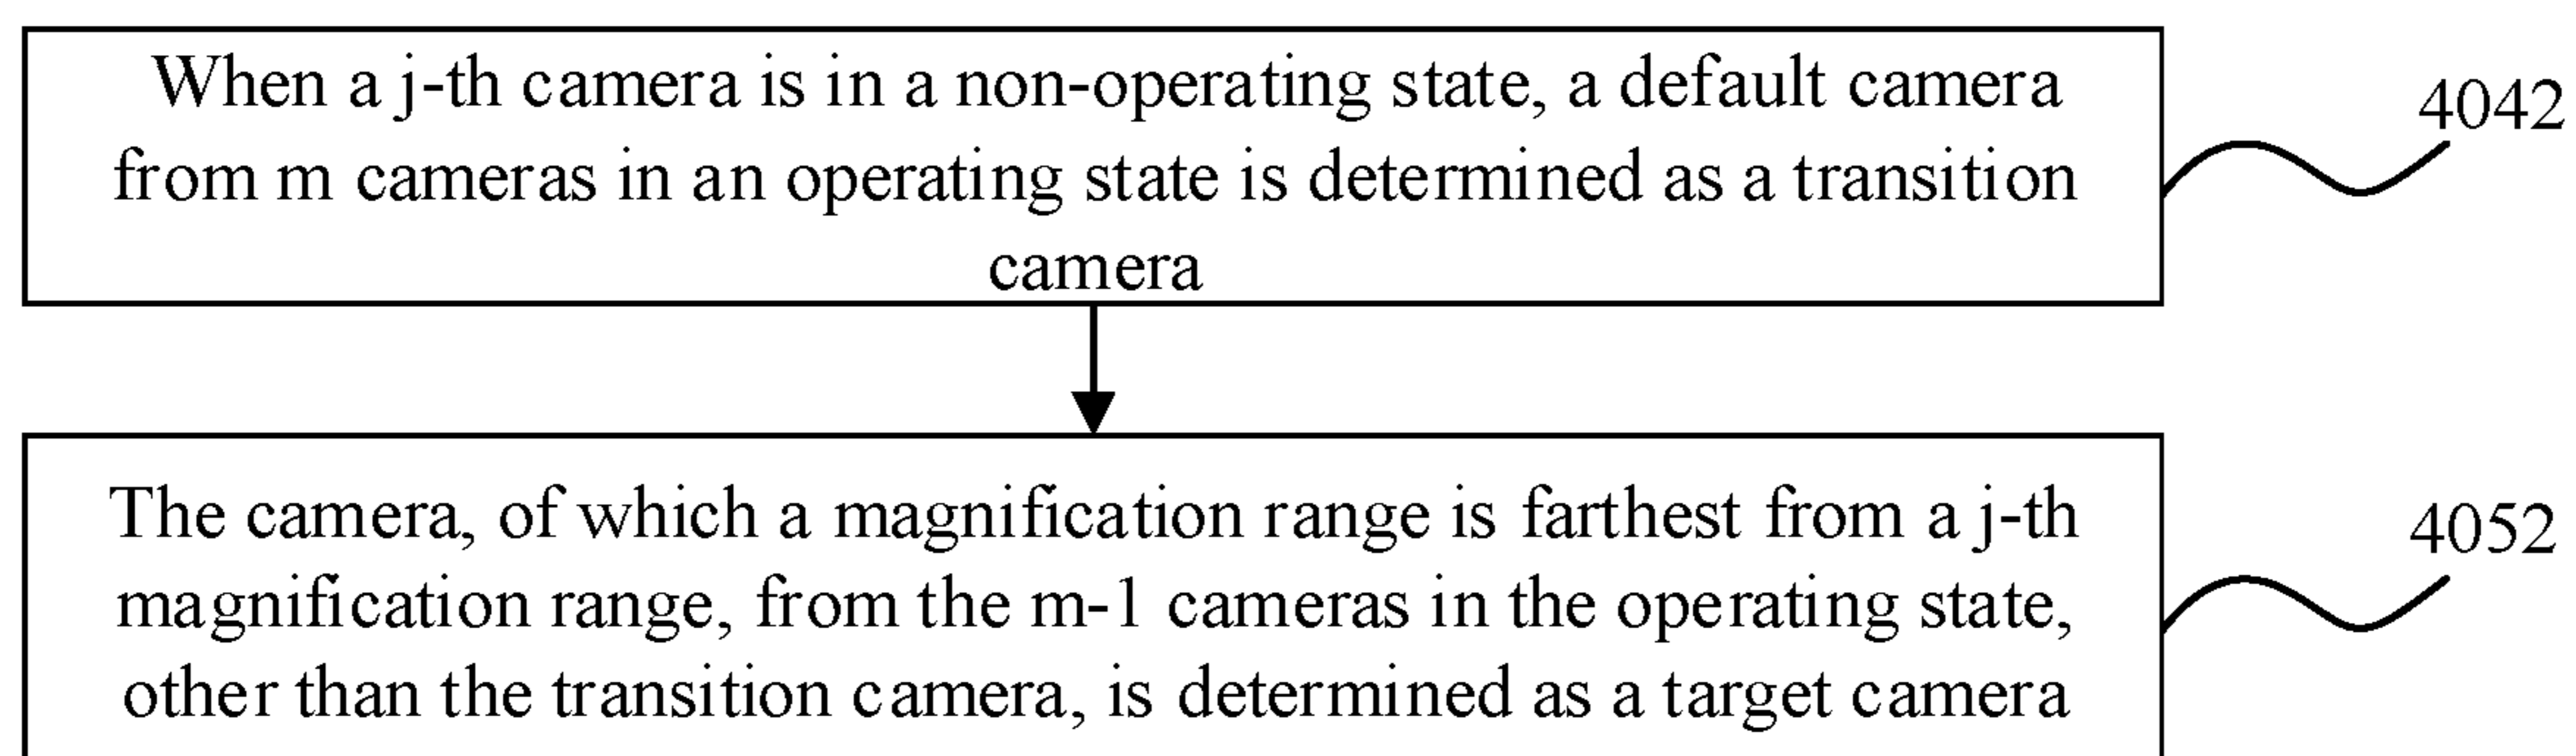 When a j-th camera is in a non-operating state, a default camera
from m cameras in an operating state is determined as a transition
camera
4042
The camera, of which a magnification range is farthest from a j-th
magnification range, from the m-1 cameras in the operating state,
other than the transition camera, is determined as a target camera
4052